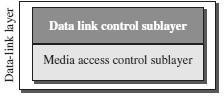 Data-link layer
Data link control sublayer
Media access control sublayer